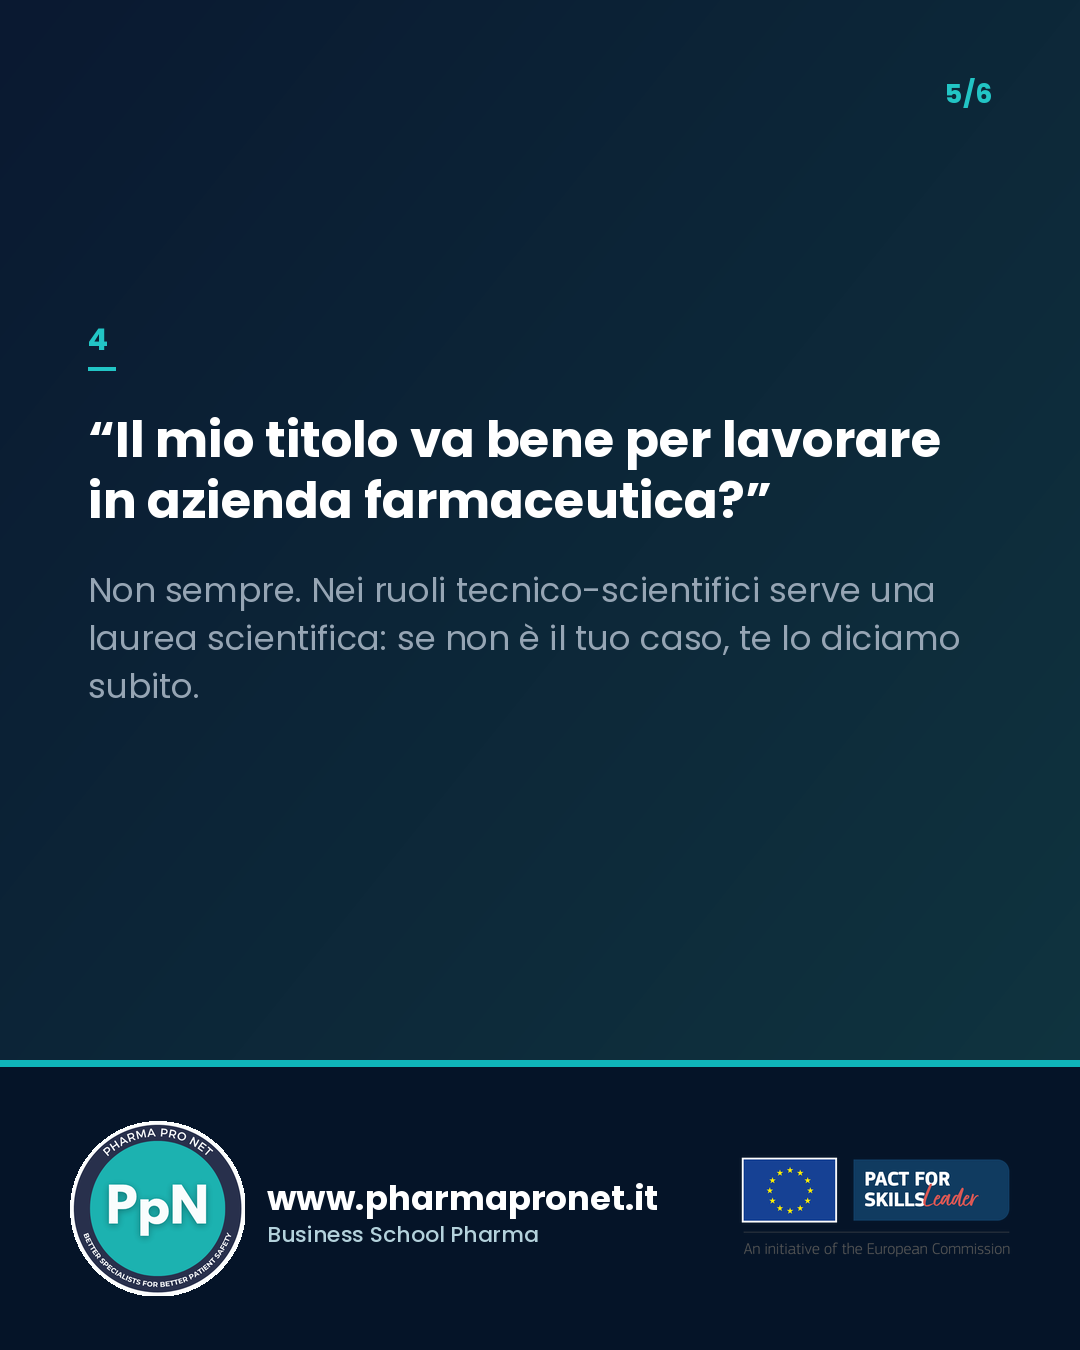 5/6
4
“Il mio titolo va bene per lavorare
in azienda farmaceutica?”
Non sempre. Nei ruoli tecnico-scientifici serve una
laurea scientifica: se non è il tuo caso, te lo diciamo
subito.
PHARMA PRO NET
PpN
BETTER SPECIALISTS FOR BETTER PATIENT SAFETY
www.pharmapronet.it
Business School Pharma
PACT FOR
SKILLS Leader
An initiative of the European Commission